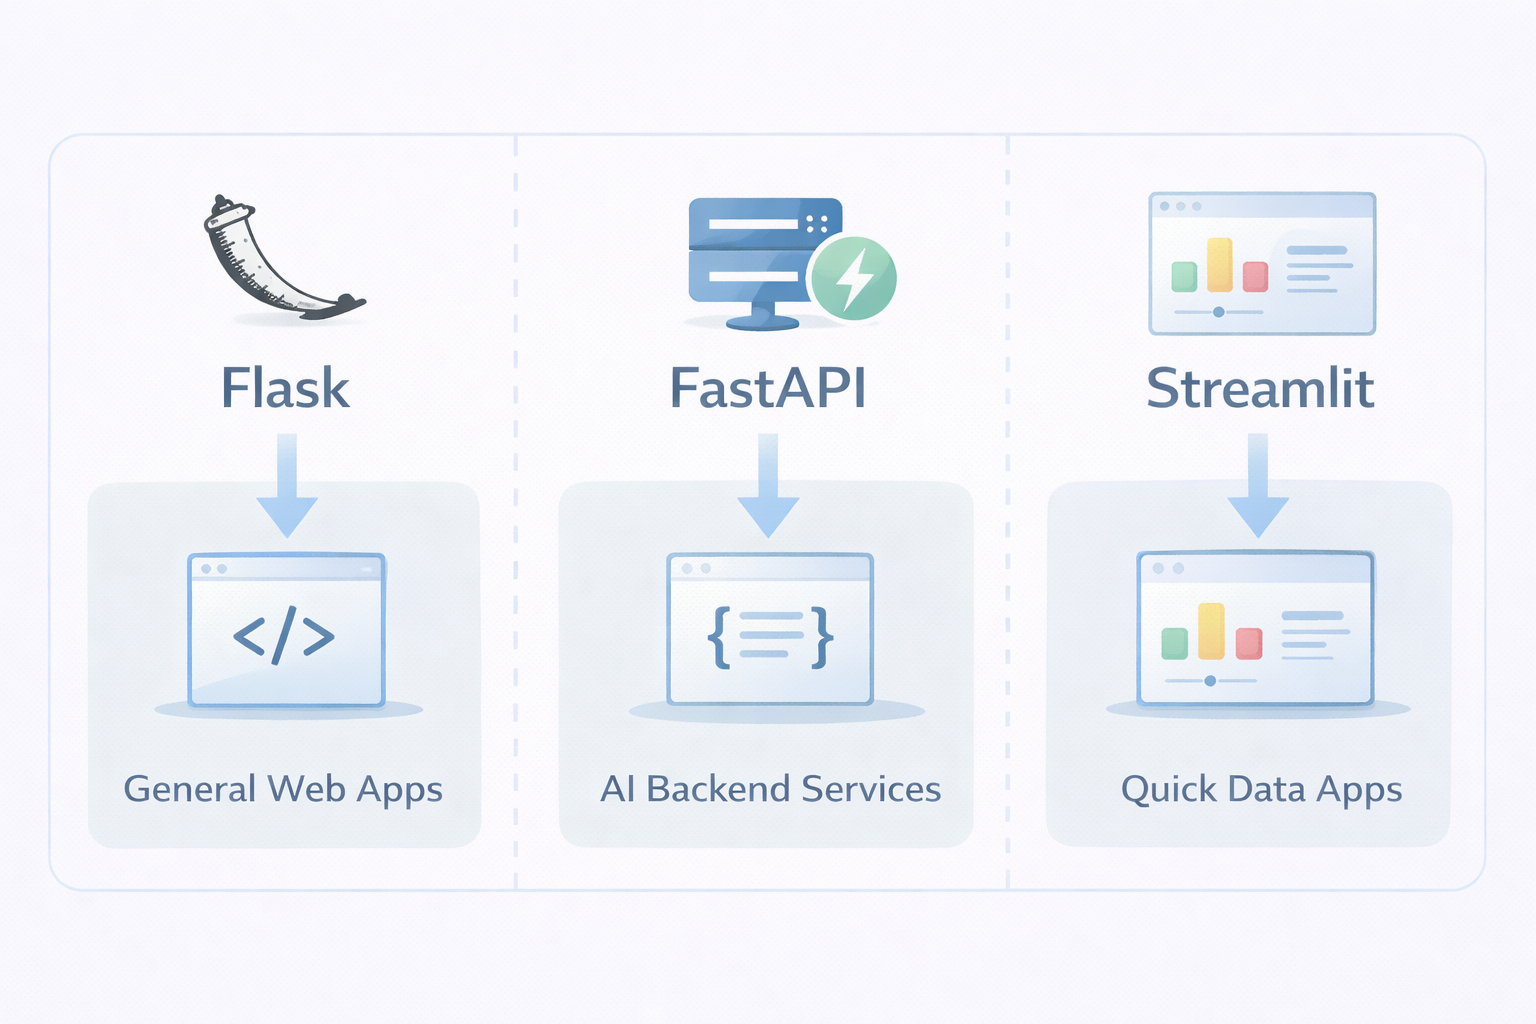 Flask
FastAPI
Streamlit
</>
{ }
General Web Apps
AI Backend Services
Quick Data Apps